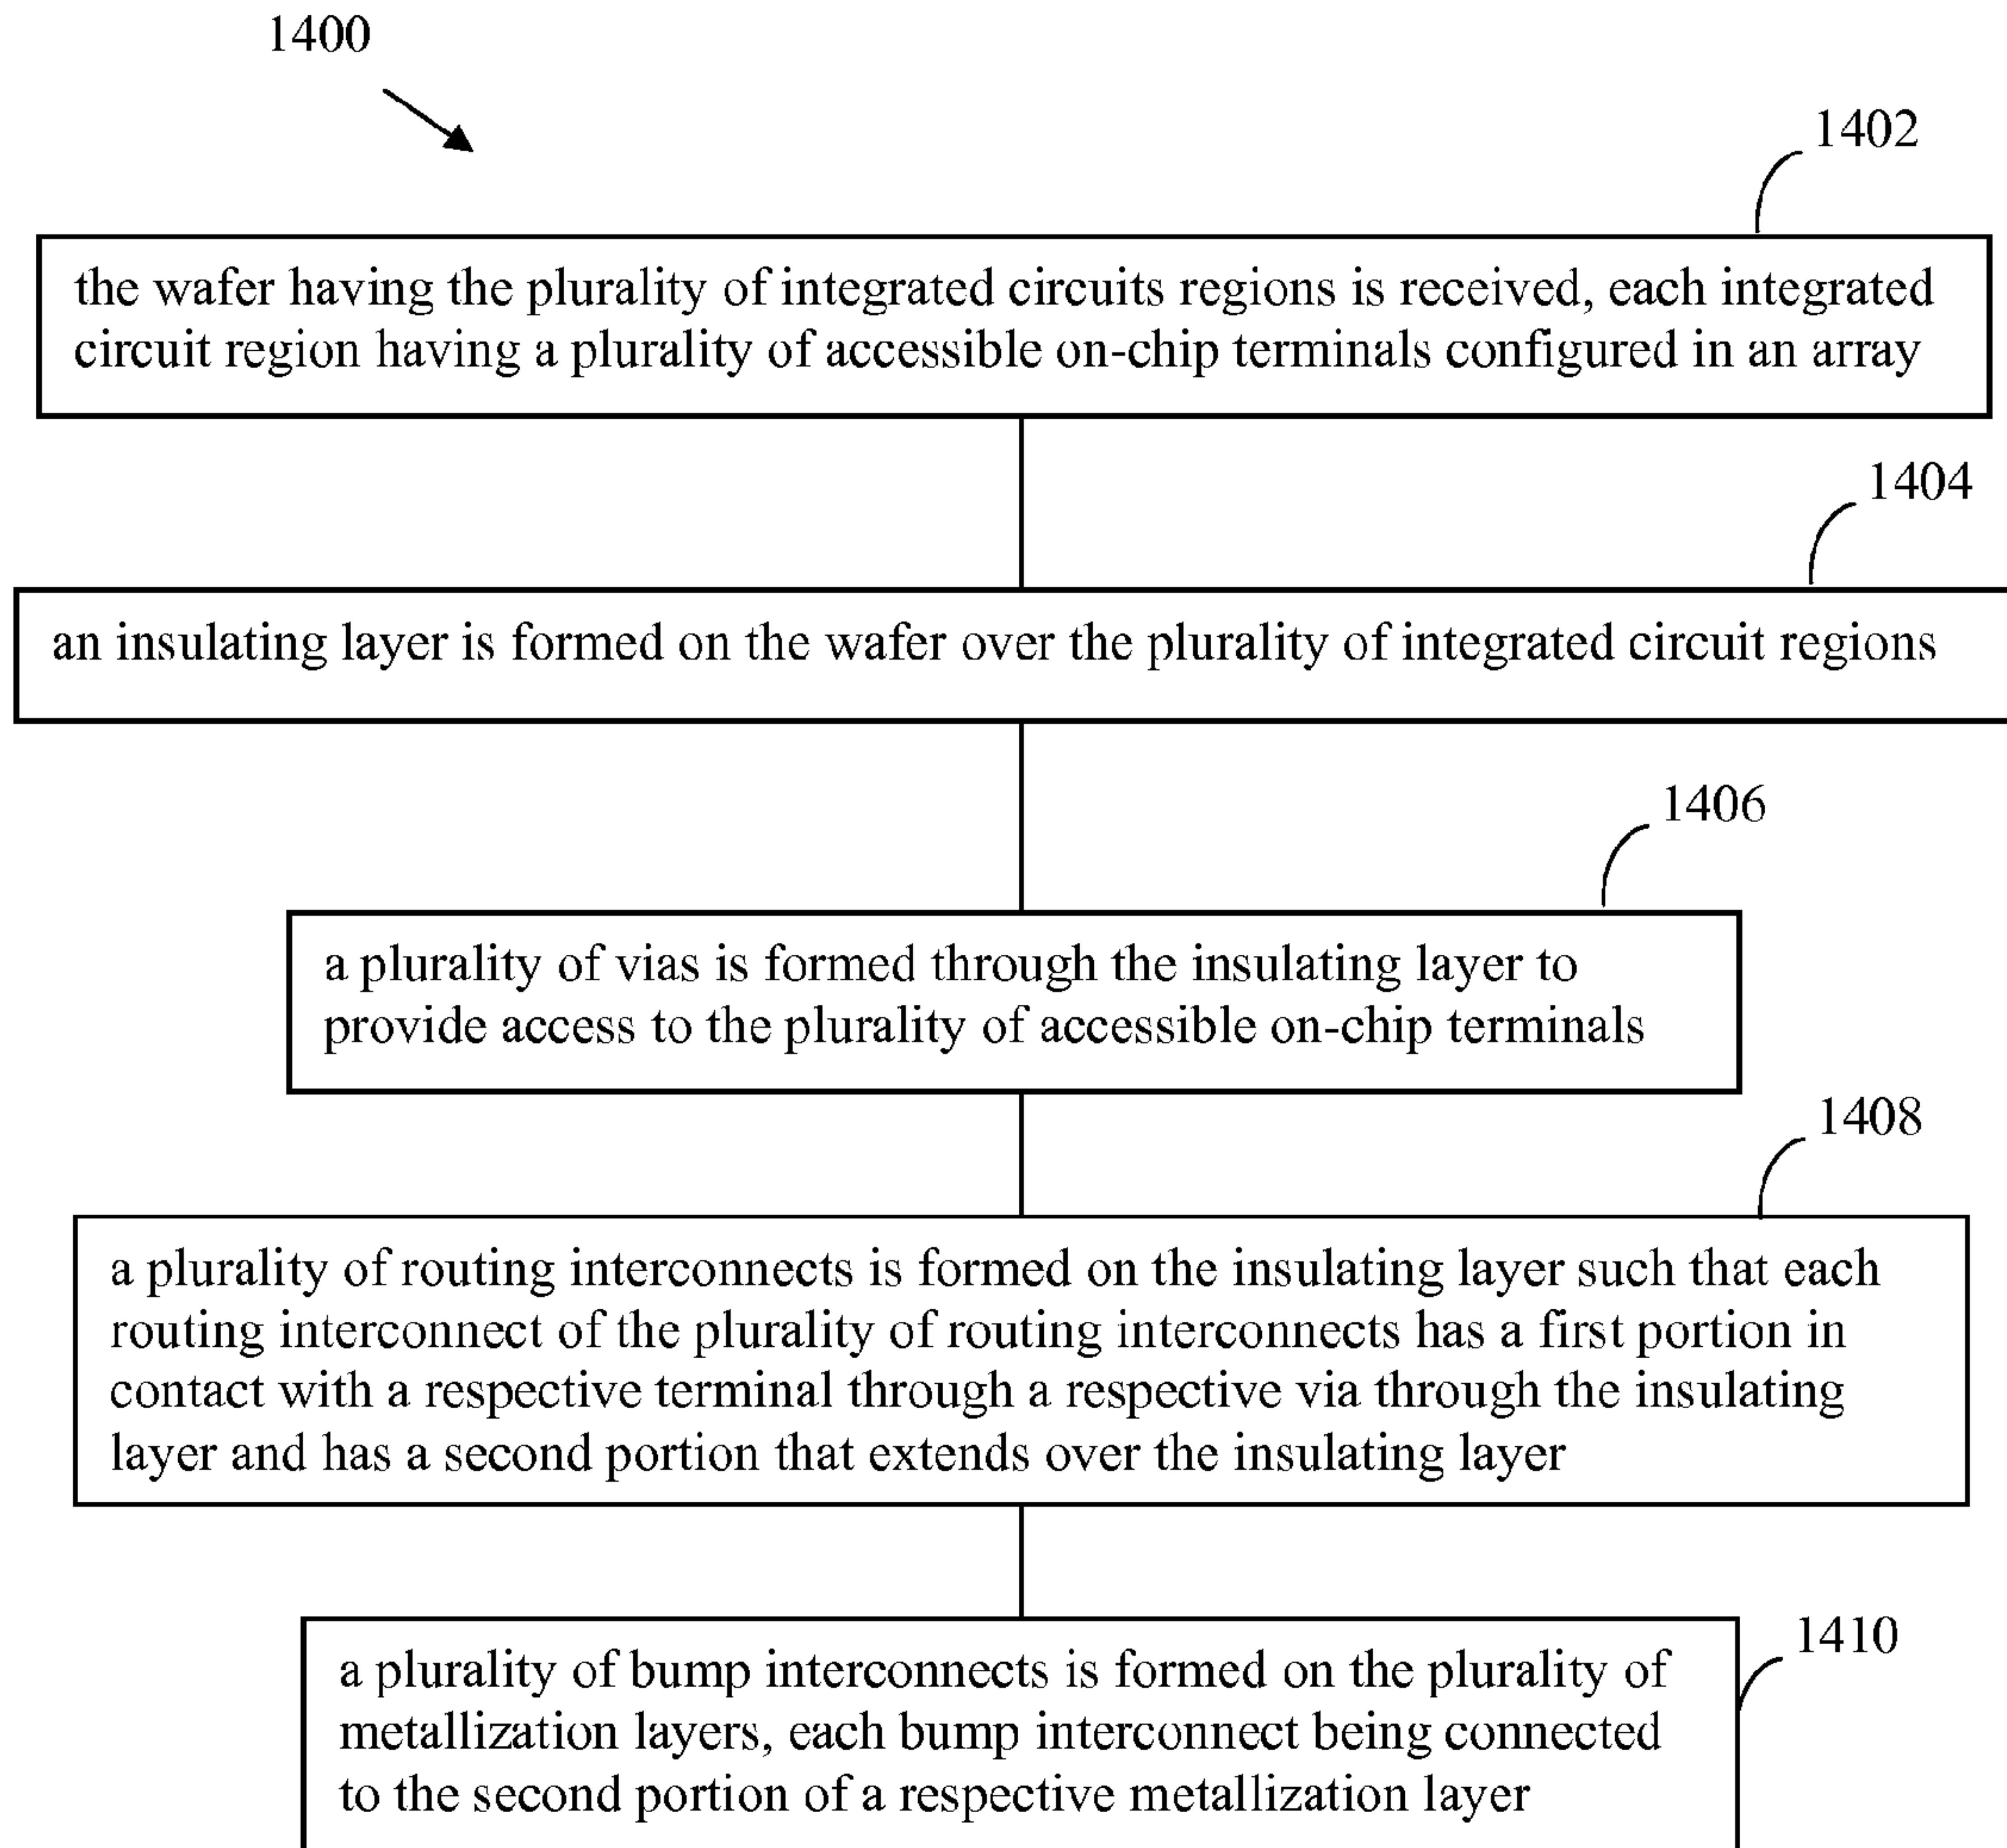 1400
1402
the wafer having the plurality of integrated circuits regions is received, each integrated
circuit region having a plurality of accessible on-chip terminals configured in an array
1404
an insulating layer is formed on the wafer over the plurality of integrated circuit regions
1406
a plurality of vias is formed through the insulating layer to
provide access to the plurality of accessible on-chip terminals
1408
a plurality of routing interconnects is formed on the insulating layer such that each
routing interconnect of the plurality of routing interconnects has a first portion in
contact with a respective terminal through a respective via through the insulating
layer and has a second portion that extends over the insulating layer
1410
a plurality of bump interconnects is formed on the plurality of
metallization layers, each bump interconnect being connected
to the second portion of a respective metallization layer